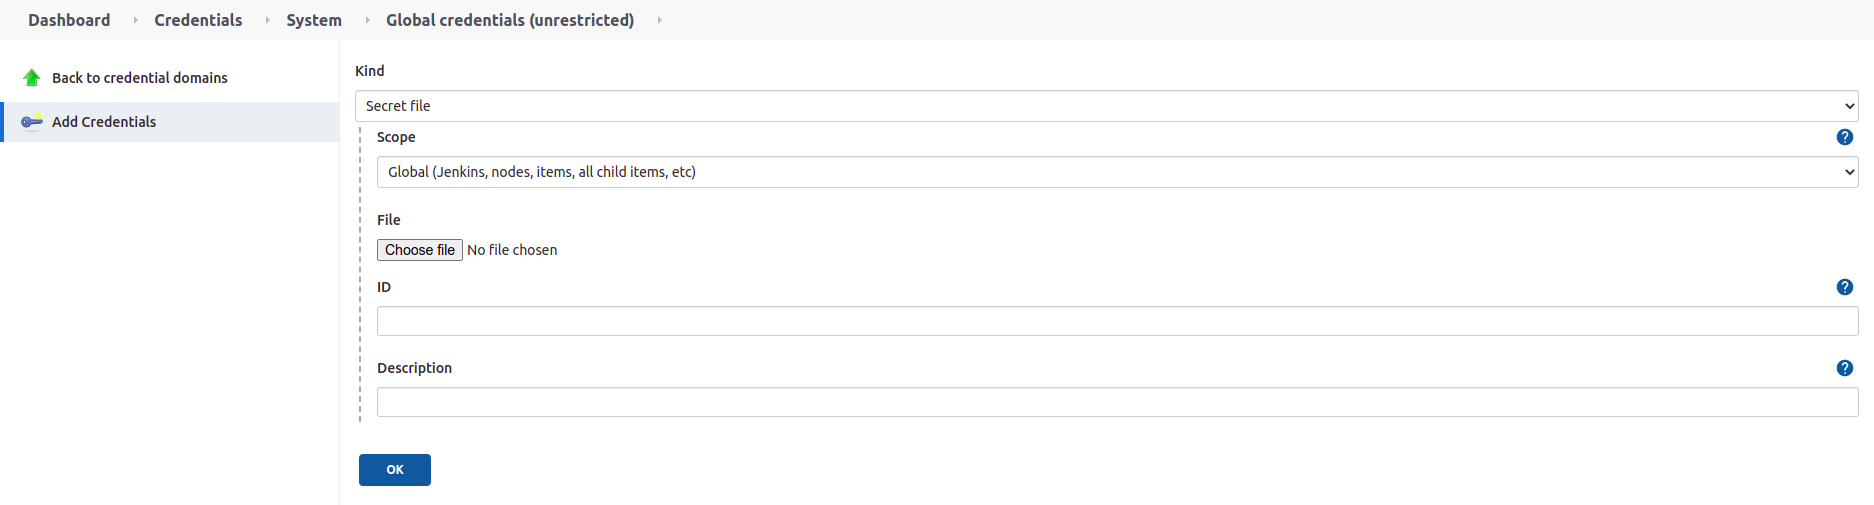 Dashboard Credentials System Global credentials (unrestricted)
Back to credential domains
Add Credentials
Kind
Secret file
Scope
?
Global (Jenkins, nodes, items, all child items, etc)
File
Choose file No file chosen
ID
?
Description
?
OK